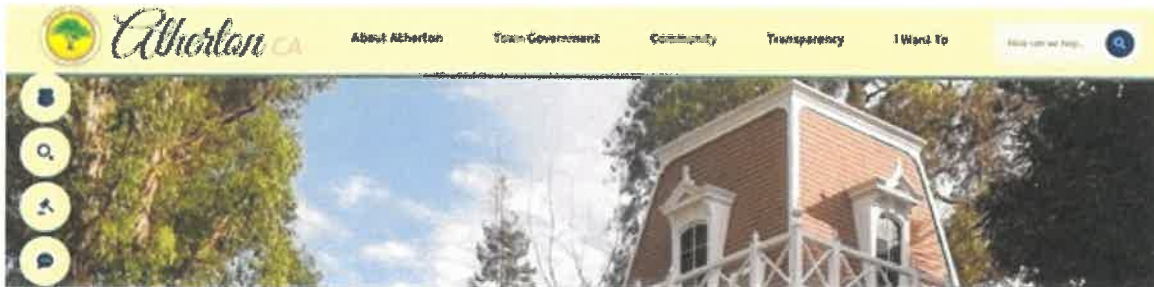 Atherton CA
About Atherton
Town Government
Community
Transparency
I Want To
How can we help...